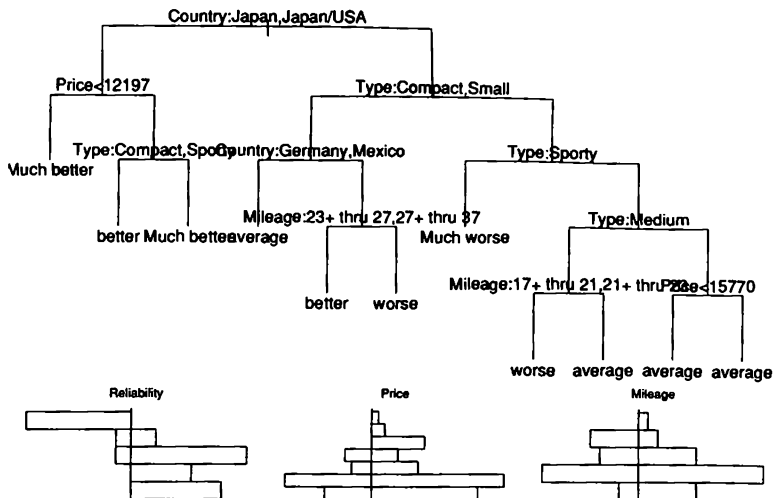 Country:Japan,Japan/USA
Price<12197
Type:Compact,Small
Type:Compact,Sporty
Country:Germany,Mexico
Type:Sporty
Much better
Mileage:23+ thru 27,27+ thru 37
Type:Medium
better
Much better
average
Much worse
Mileage:17+ thru 21,21+ thru 23
Price<15770
better
worse
worse
average
average
average
Reliability
Price
Mileage